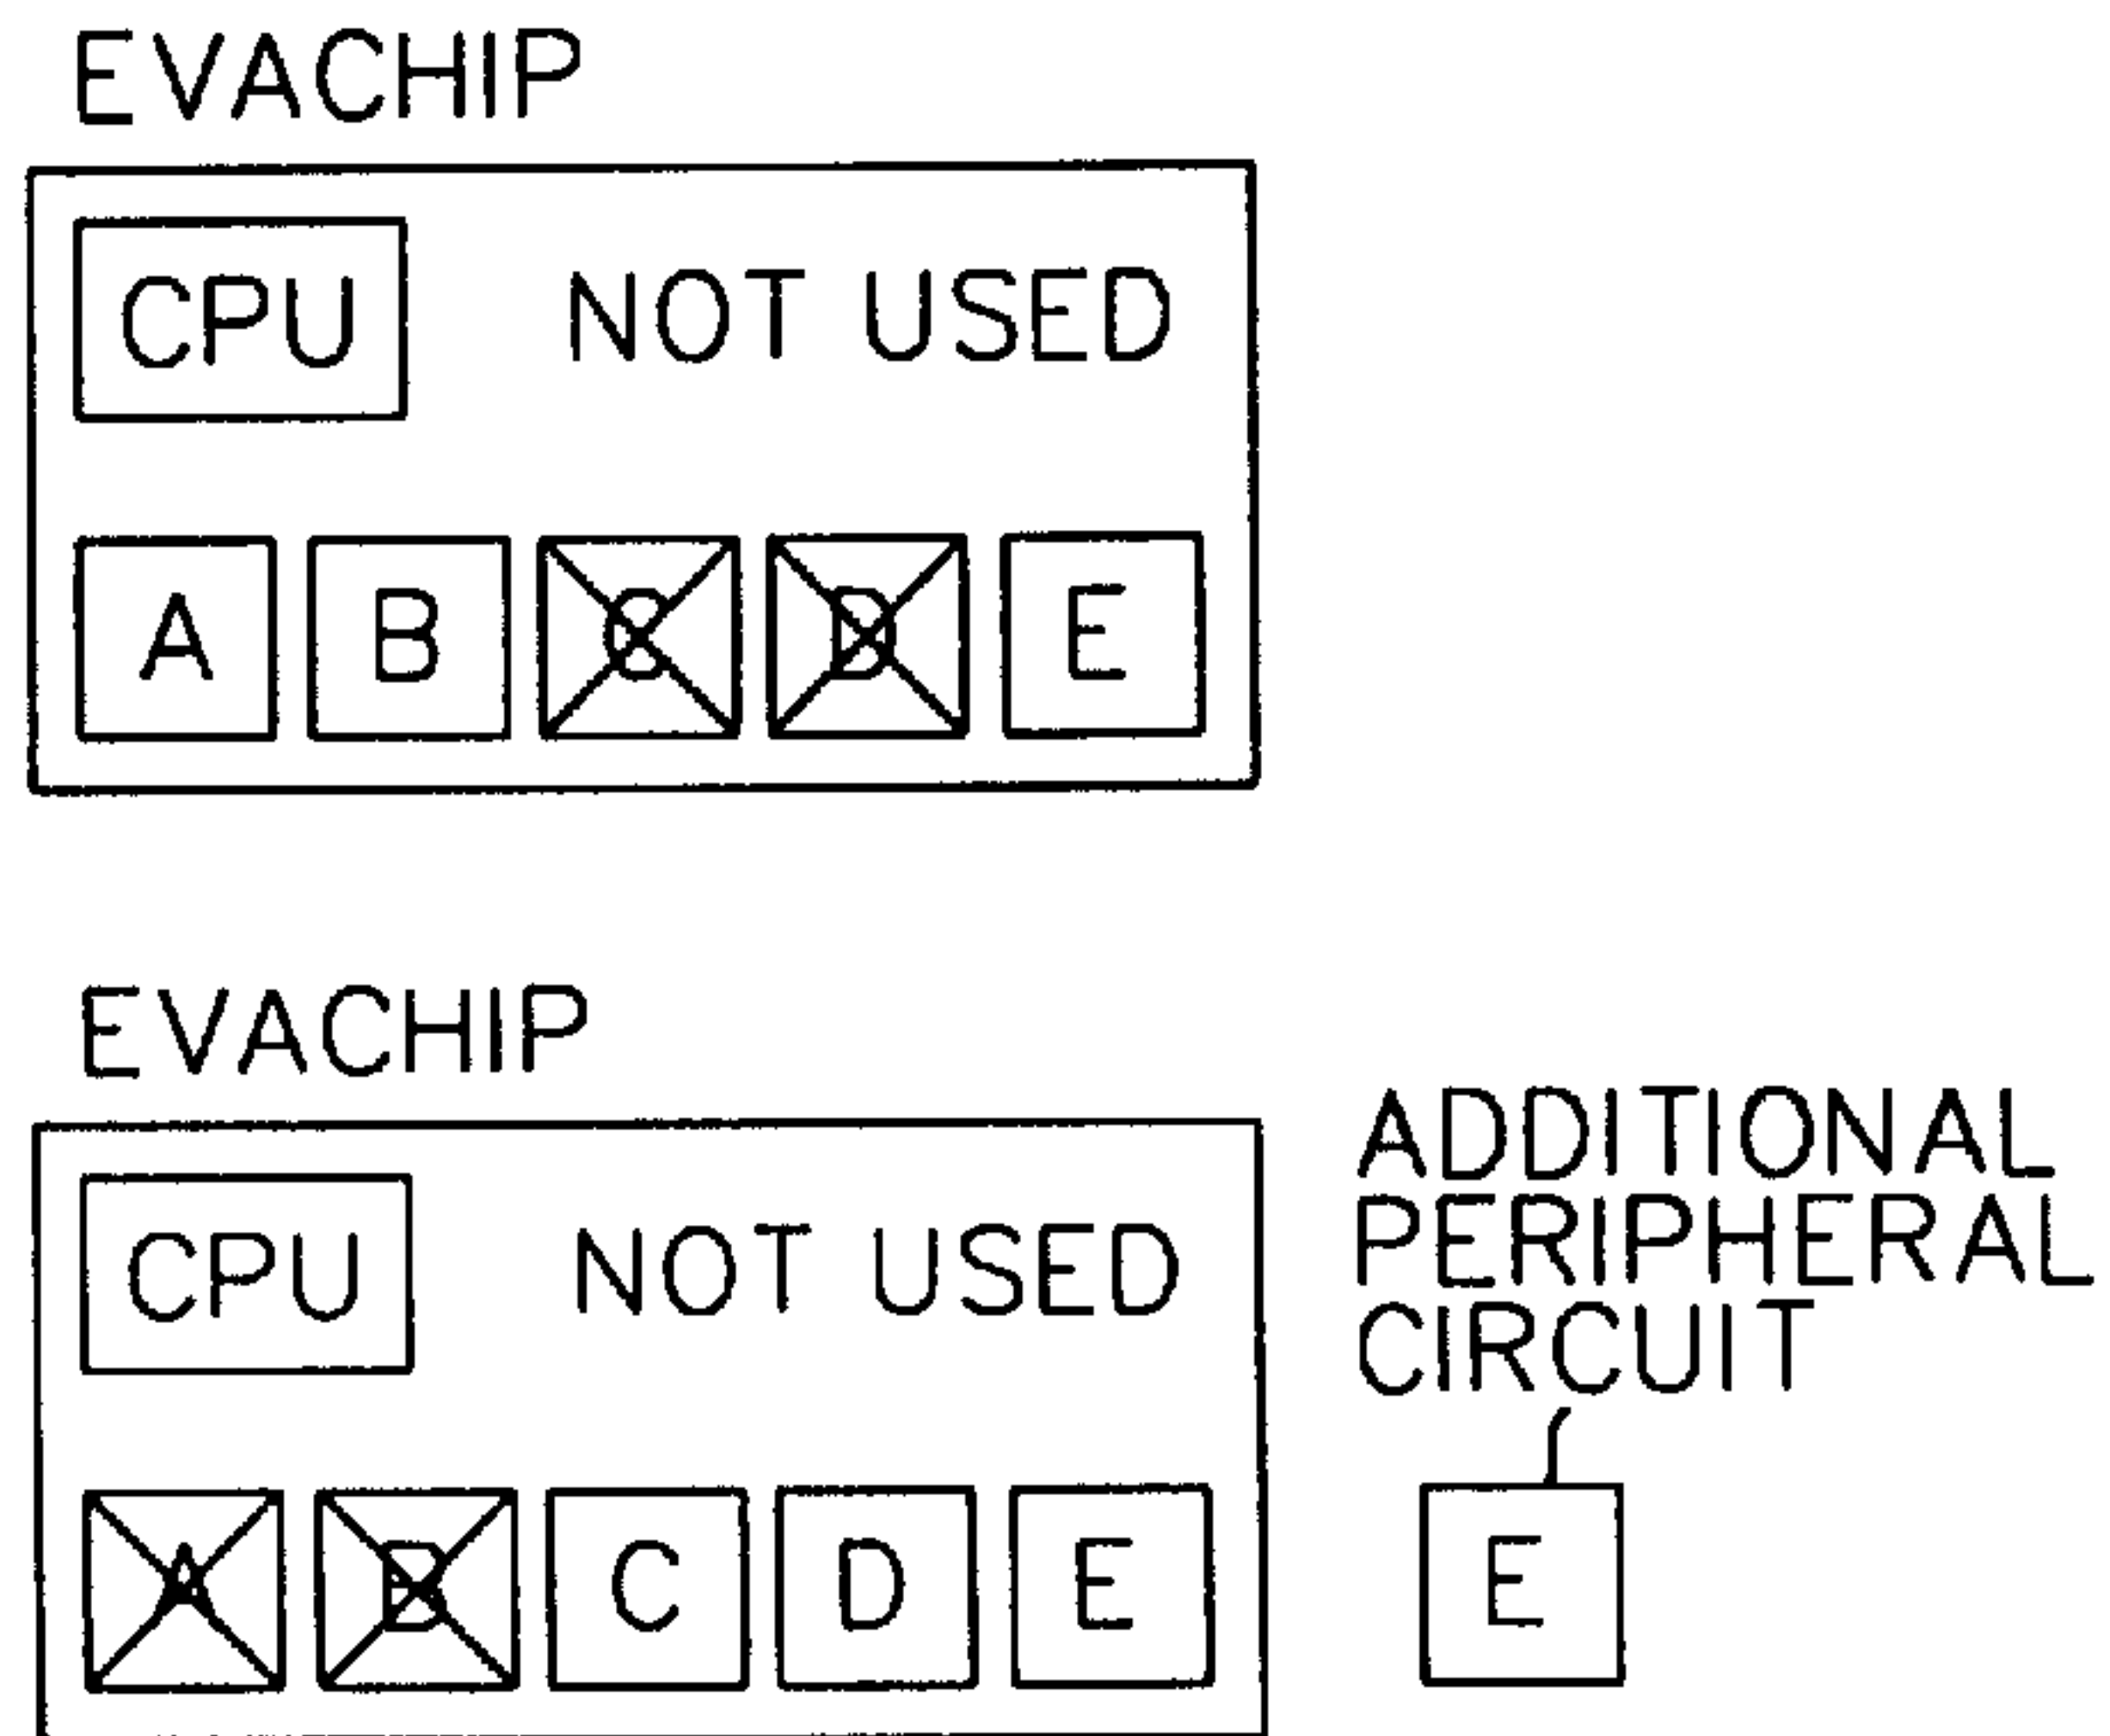 EVACHIP
CPU NOT USED
A B C D E
EVACHIP
ADDITIONAL
PERIPHERAL
CIRCUIT
CPU NOT USED
A B C D E E